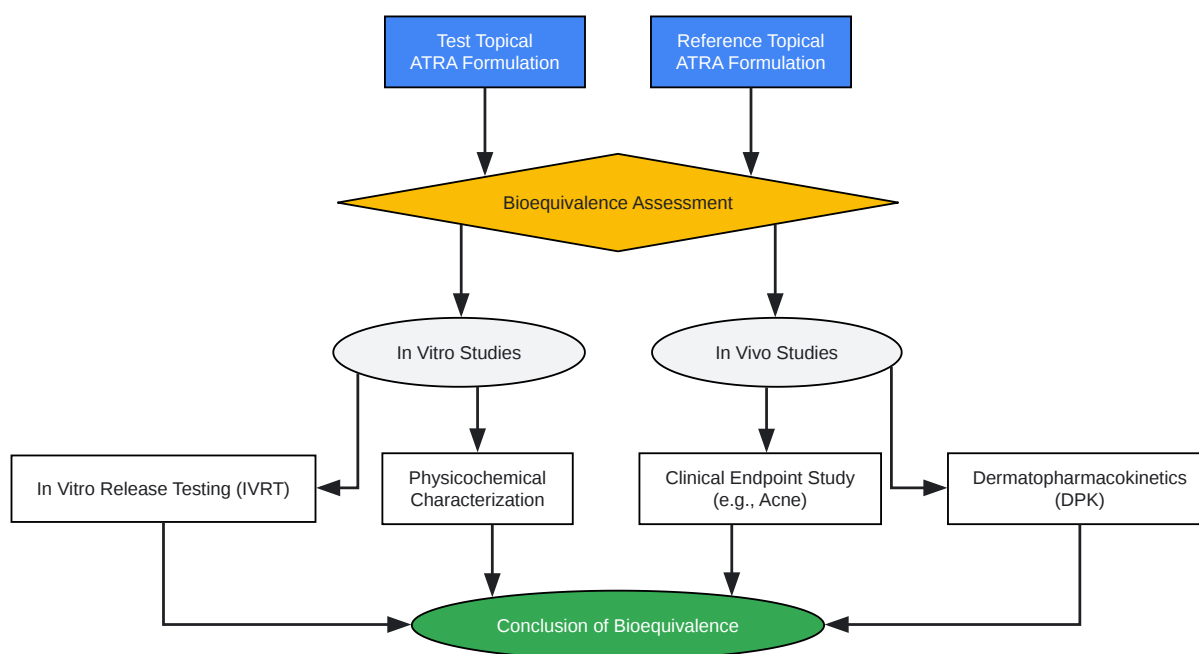 Test Topical
ATRA Formulation
Reference Topical
ATRA Formulation
Bioequivalence Assessment
In Vitro Studies
In Vivo Studies
In Vitro Release Testing (IVRT)
Physicochemical
Characterization
Clinical Endpoint Study
(e.g., Acne)
Dermatopharmacokinetics
(DPK)
Conclusion of Bioequivalence